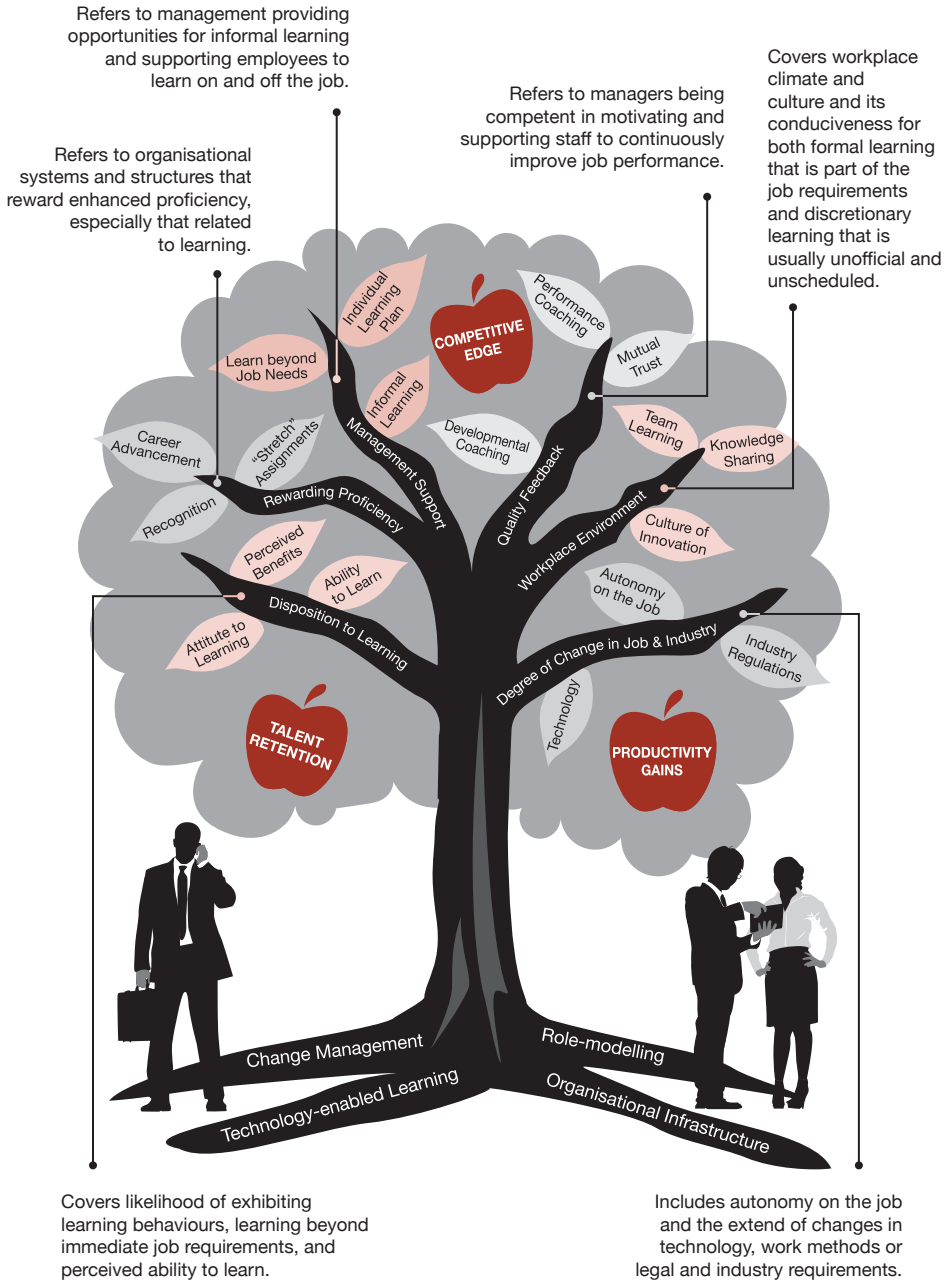 Refers to management providing
opportunities for informal learning
and supporting employees to
learn on and off the job.
Refers to managers being
competent in motivating and
supporting staff to continuously
improve job performance.
Covers workplace
climate and
culture and its
conduciveness for
both formal learning
that is part of the
job requirements
and discretionary
learning that is
usually unofficial and
unscheduled.
Refers to organisational
systems and structures that
reward enhanced proficiency,
especially that related
to learning.
Individual
Learning
Plan
Learn beyond
Job Needs
Informal
Learning
Management Support
COMPETITIVE
EDGE
Performance
Coaching
Mutual
Trust
Developmental
Coaching
Quality Feedback
Career
Advancement
"Stretch"
Assignments
Recognition
Rewarding Proficiency
Team
Learning
Knowledge
Sharing
Culture of
Innovation
Workplace Environment
Perceived
Benefits
Ability
to Learn
Attitute to
Learning
Disposition to Learning
Autonomy
on the Job
Industry
Regulations
Technology
Degree of Change in Job & Industry
TALENT
RETENTION
PRODUCTIVITY
GAINS
Change Management
Role-modelling
Technology-enabled Learning
Organisational Infrastructure
Covers likelihood of exhibiting
learning behaviours, learning beyond
immediate job requirements, and
perceived ability to learn.
Includes autonomy on the job
and the extend of changes in
technology, work methods or
legal and industry requirements.